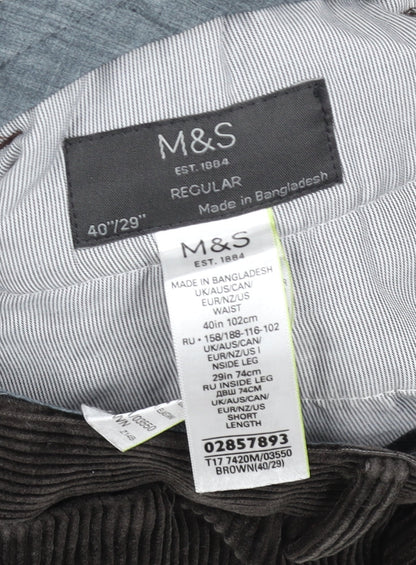 M&S
EST. 1884
REGULAR
40"/29" Made in Bangladesh
M&S
EST. 1884
MADE IN BANGLADESH
UK/AUS/CAN/
EUR/NZ/US
WAIST
40in 102cm
RU • 158/188-116-102
UK/AUS/CAN/
EUR/NZ/US I
NSIDE LEG
29in 74cm
RU INSIDE LEG
ДВШ 74СМ
UK/AUS/CAN/
EUR/NZ/US
SHORT
LENGTH
02857893
T17 7420M/03550
BROWN(40/29)
M/03550